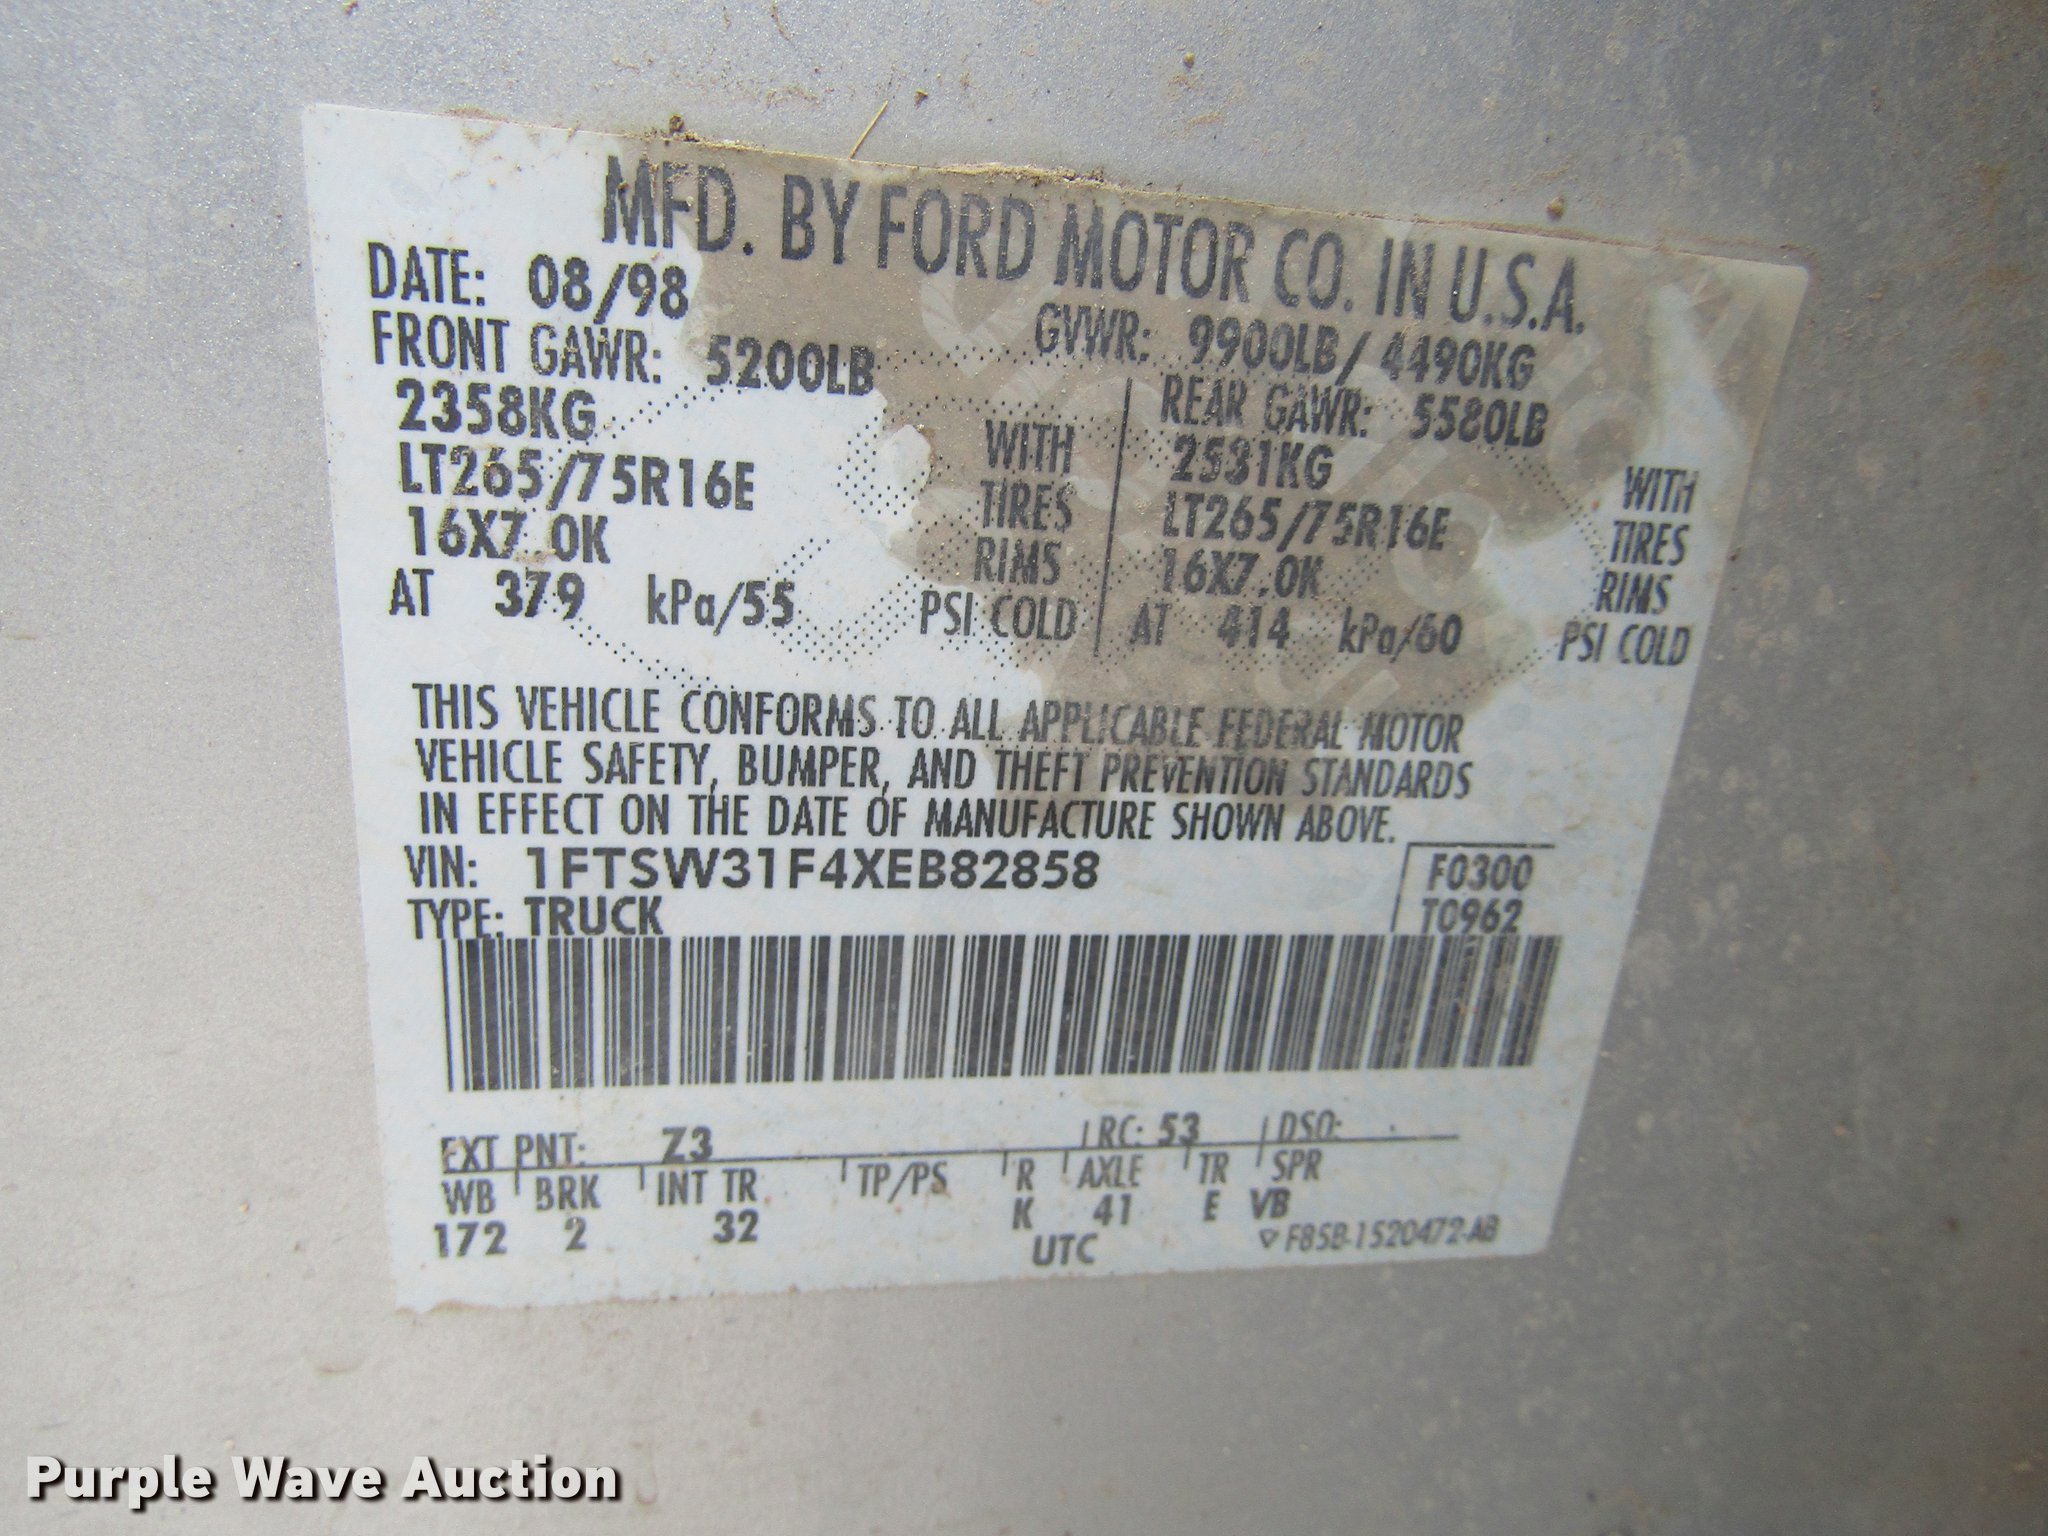 MFD. BY FORD MOTOR CO. IN U.S.A.
DATE: 08/98
GVWR: 9900LB/ 4490KG
FRONT GAWR: 5200LB
2358KG
WITH
LT265/75R16E
TIRES
16X7.0K
RIMS
AT 379 kPa/55 PSI COLD
REAR GAWR: 5580LB
2531KG
WITH
LT265/75R16E
TIRES
16X7.0K
RIMS
AT 414 kPa/60 PSI COLD
THIS VEHICLE CONFORMS TO ALL APPLICABLE FEDERAL MOTOR
VEHICLE SAFETY, BUMPER, AND THEFT PREVENTION STANDARDS
IN EFFECT ON THE DATE OF MANUFACTURE SHOWN ABOVE.
VIN: 1FTSW31F4XEB82858
F0300
TYPE: TRUCK
T0962
EXT PNT: Z3 RC: 53 DSO:
WB BRK INT TR TP/PS R AXLE TR SPR
172 2 32 K 41 E VB
UTC F85B-1520472-AB
Purple Wave Auction